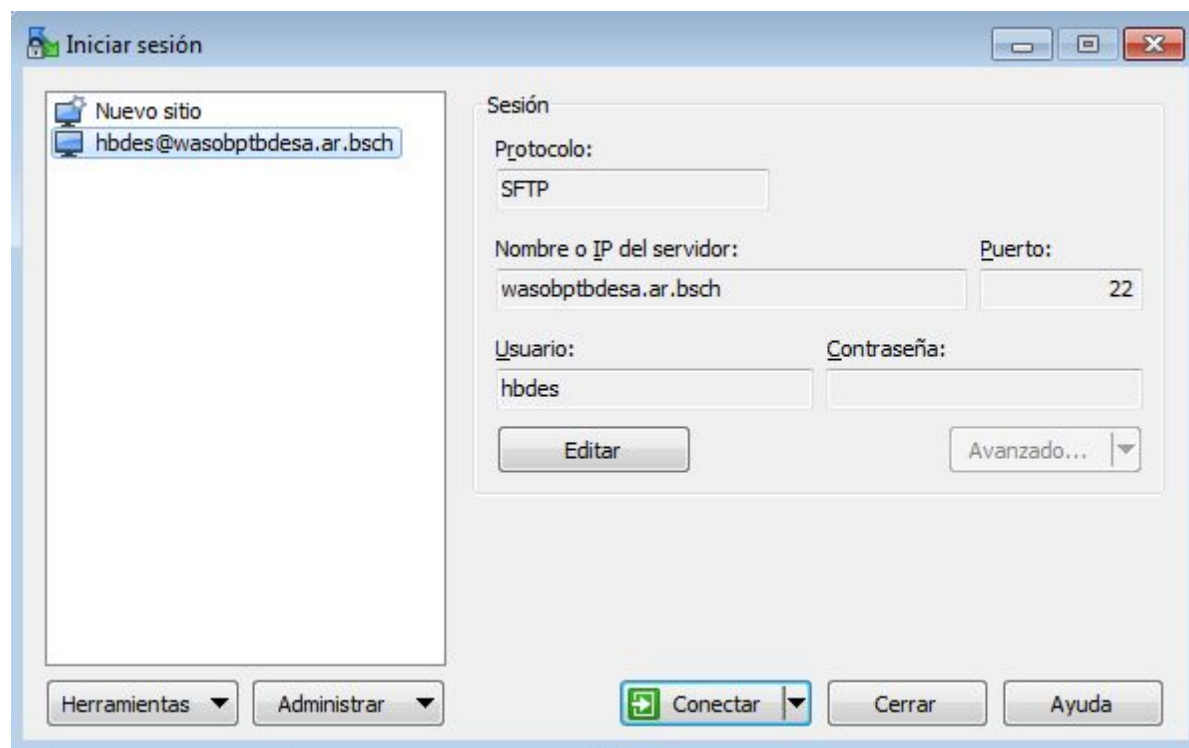 Iniciar sesión
Nuevo sitio
hbdes@wasobptbdesa.ar.bsch
Sesión
Protocolo:
SFTP
Nombre o IP del servidor: Puerto:
wasobptbdesa.ar.bsch 22
Usuario: Contraseña:
hbdes
Editar Avanzado...
Herramientas Administrar Conectar Cerrar Ayuda